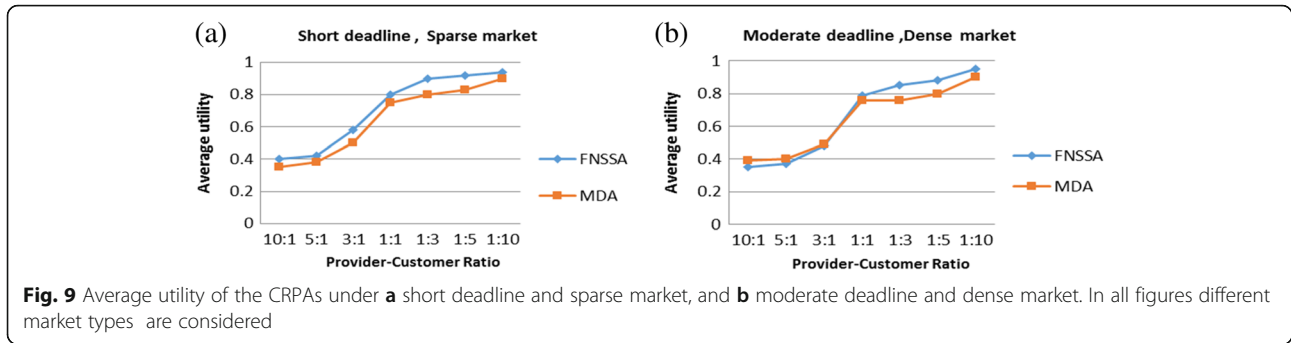 (a)
Short deadline , Sparse market
Average utility
1
0.8
0.6
0.4
0.2
0
10:1 5:1 3:1 1:1 1:3 1:5 1:10
Provider-Customer Ratio
FNSSA
MDA
(b)
Moderate deadline ,Dense market
Average utility
1
0.8
0.6
0.4
0.2
0
10:1 5:1 3:1 1:1 1:3 1:5 1:10
Provider-Customer Ratio
FNSSA
MDA
Fig. 9 Average utility of the CRPAs under a short deadline and sparse market, and b moderate deadline and dense market. In all figures different
market types are considered